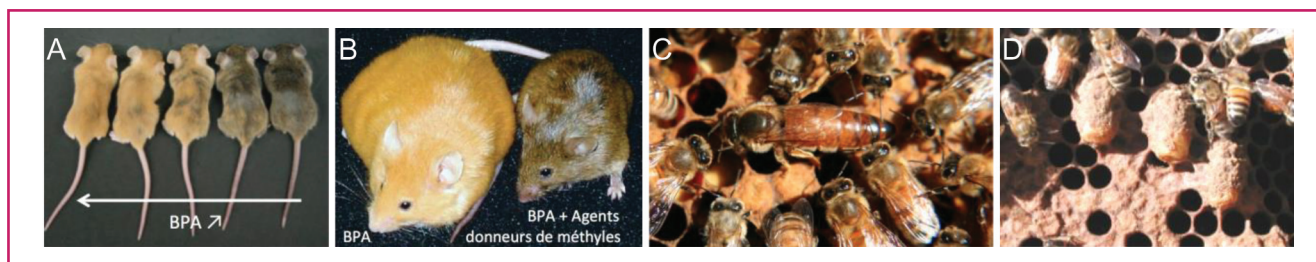 A
BPA ↗
B
BPA
BPA + Agents
donneurs de méthyles
C
D